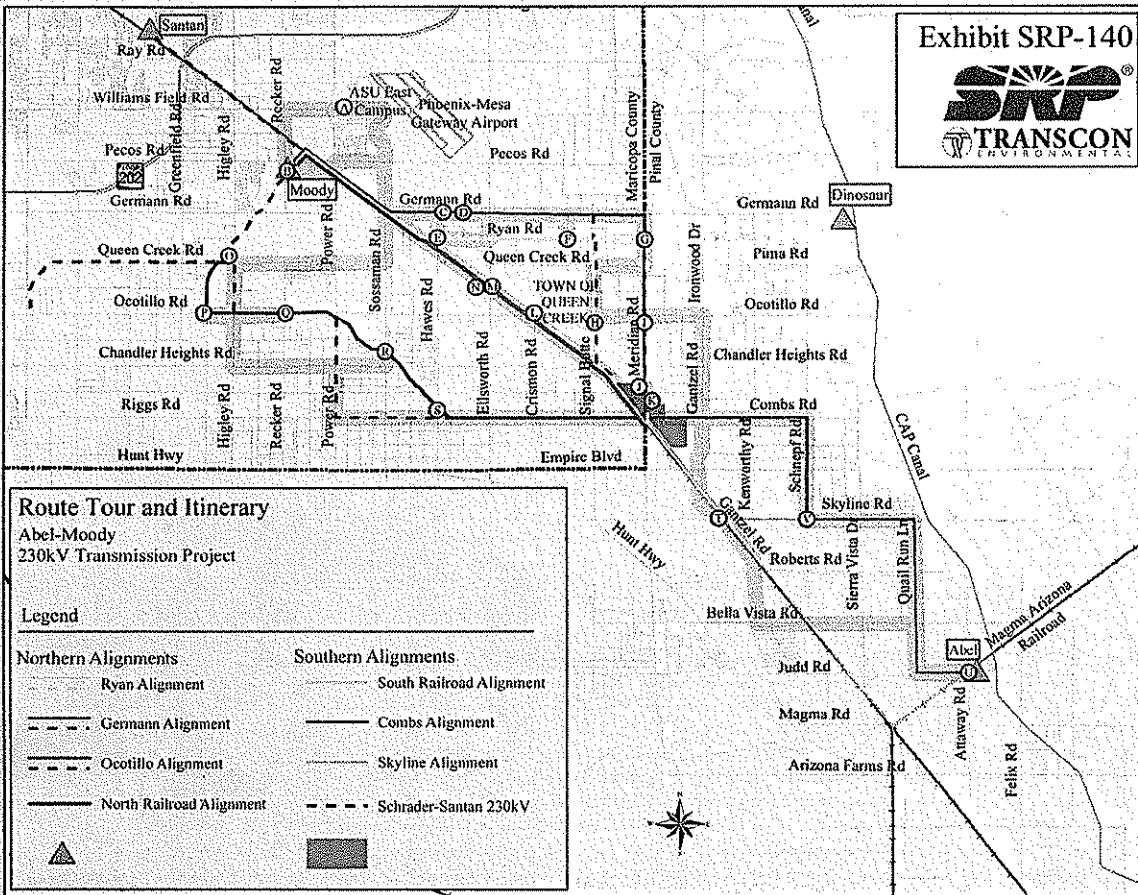 Exhibit SRP-140
SRP®
TRANSCON
ENVIRONMENTAL
Santan
Ray Rd
Williams Field Rd
Greenfield Rd
Higley Rd
Recker Rd
A
ASU East
Campus
Phoenix-Mesa
Gateway Airport
Pecos Rd
Pecos Rd
Germann Rd
B
Moody
Power Rd
Sossaman Rd
Germann Rd
C
D
Ryan Rd
E
F
G
Queen Creek Rd
Maricopa County
Pinal County
Germann Rd
Dinosaur
Pima Rd
Ironwood Dr
Ocotillo Rd
Queen Creek Rd
O
Ocotillo Rd
P
Q
Hawes Rd
N
M
TOWN OF
QUEEN
CREEK
L
H
I
Meridian Rd
Chandler Heights Rd
R
Chandler Heights Rd
Ellsworth Rd
Crismon Rd
Signal Butte
Gantzel Rd
J
K
Riggs Rd
Higley Rd
Recker Rd
Power Rd
S
Combs Rd
CAP Canal
Hunt Hwy
Empire Blvd
Kenworthy Rd
Schnepf Rd
T
Gantzel Rd
V
Skyline Rd
Hunt Hwy
Roberts Rd
Sierra Vista Dr
Quail Run Ln
Bella Vista Rd
Judd Rd
Abel
U
Magma Arizona
Railroad
Magma Rd
Attaway Rd
Arizona Farms Rd
Felix Rd
Route Tour and Itinerary
Abel-Moody
230kV Transmission Project
Legend
Northern Alignments
Ryan Alignment
Germann Alignment
Ocotillo Alignment
North Railroad Alignment
Southern Alignments
South Railroad Alignment
Combs Alignment
Skyline Alignment
Schrader-Santan 230kV